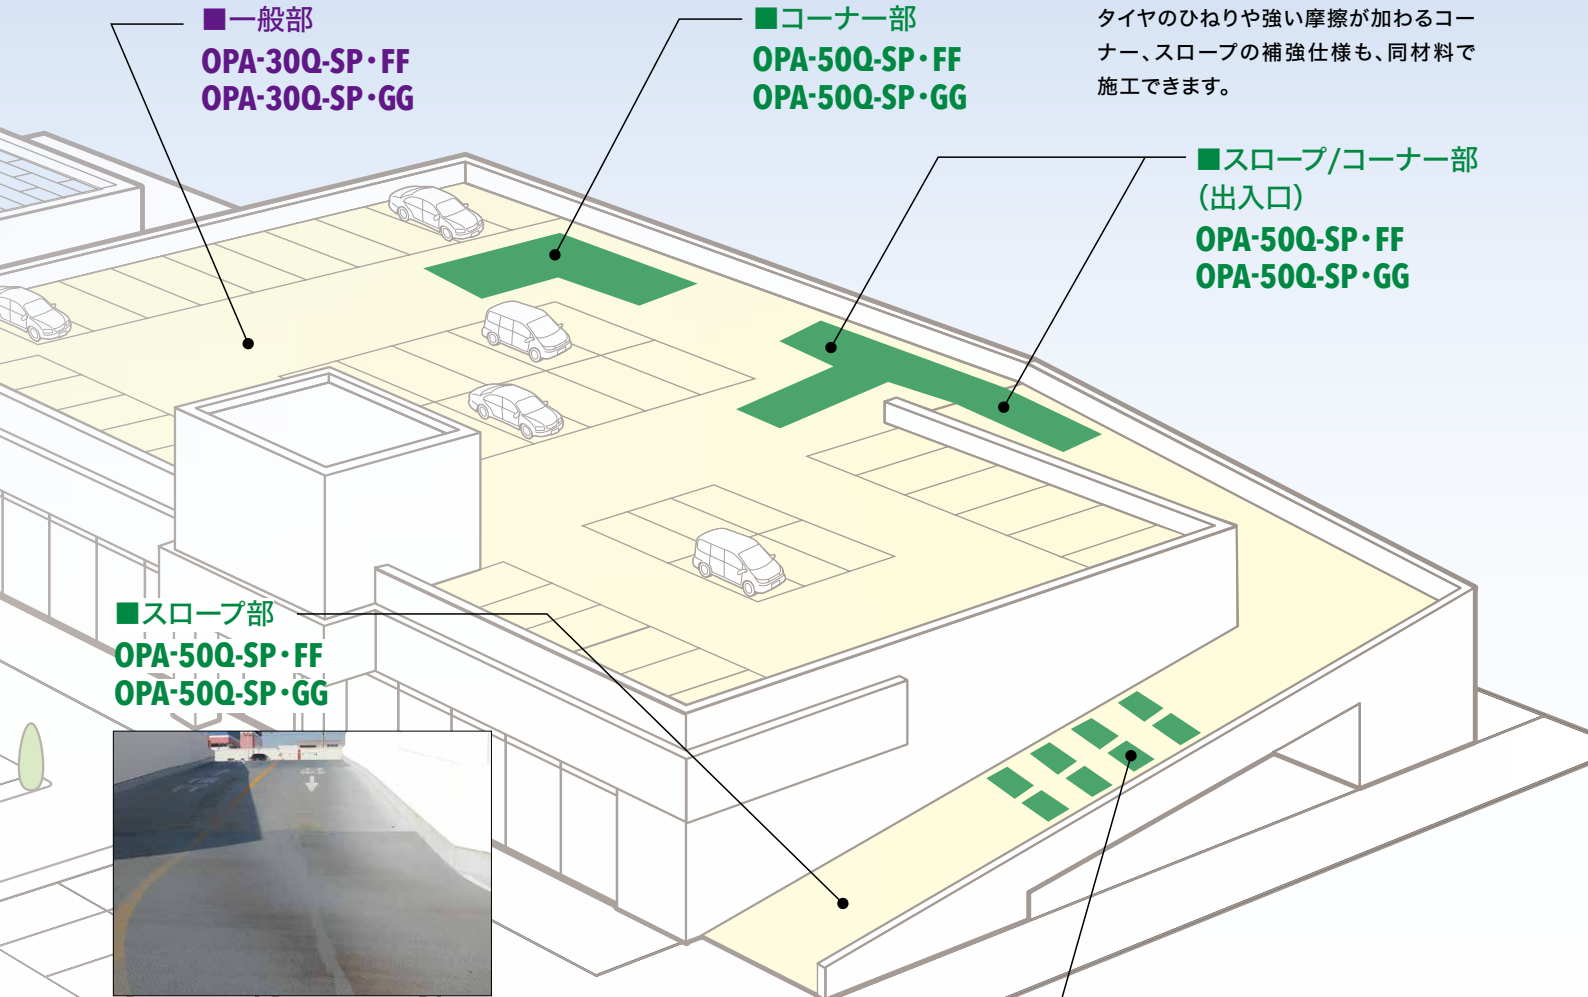 ■一般部
OPA-30Q-SP・FF
OPA-30Q-SP・GG
■コーナー部
OPA-50Q-SP・FF
OPA-50Q-SP・GG
タイヤのひねりや強い摩擦が加わるコー
ナー、スロープの補強仕様も、同材料で
施工できます。
■スロープ/コーナー部
（出入口）
OPA-50Q-SP・FF
OPA-50Q-SP・GG
■スロープ部
OPA-50Q-SP・FF
OPA-50Q-SP・GG